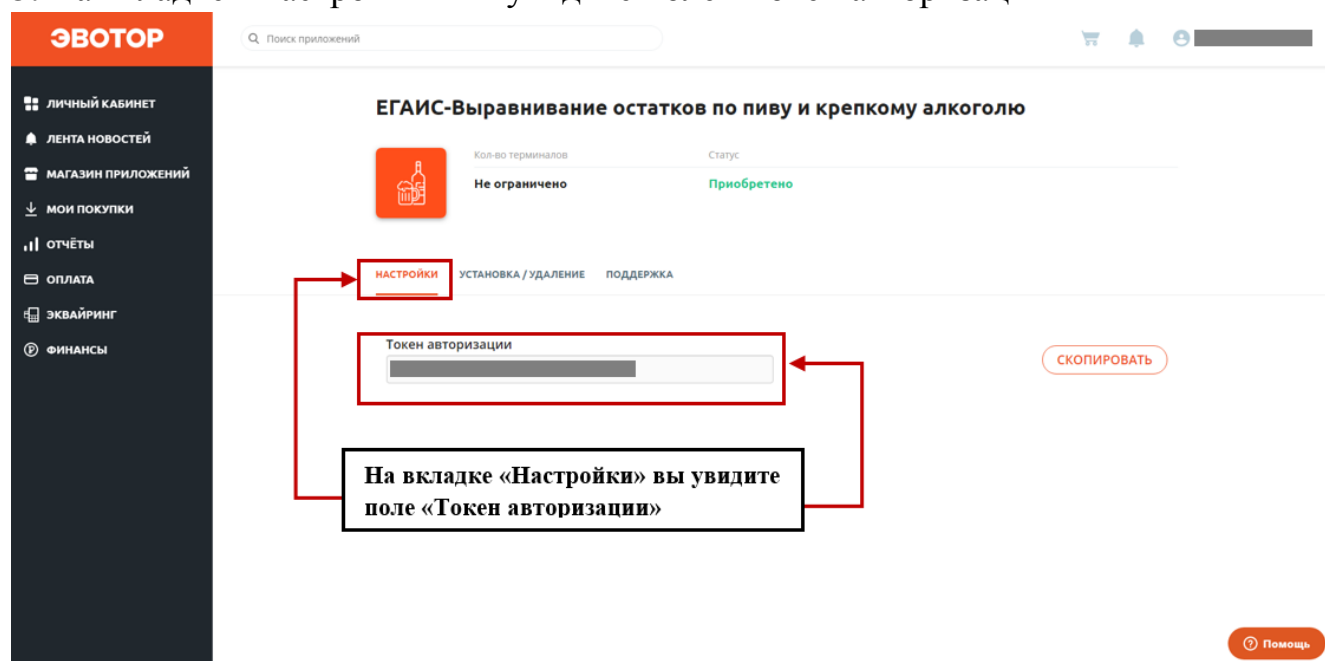 ЭВОТОР
Поиск приложений
ЛИЧНЫЙ КАБИНЕТ
ЛЕНТА НОВОСТЕЙ
МАГАЗИН ПРИЛОЖЕНИЙ
МОИ ПОКУПКИ
ОТЧЁТЫ
ОПЛАТА
ЭКВАЙРИНГ
ФИНАНСЫ
ЕГАИС-Выравнивание остатков по пиву и крепкому алкоголю
Кол-во терминалов
Статус
Не ограничено
Приобретено
НАСТРОЙКИ УСТАНОВКА / УДАЛЕНИЕ ПОДДЕРЖКА
Токен авторизации
СКОПИРОВАТЬ
На вкладке «Настройки» вы увидите
поле «Токен авторизации»
Помощь